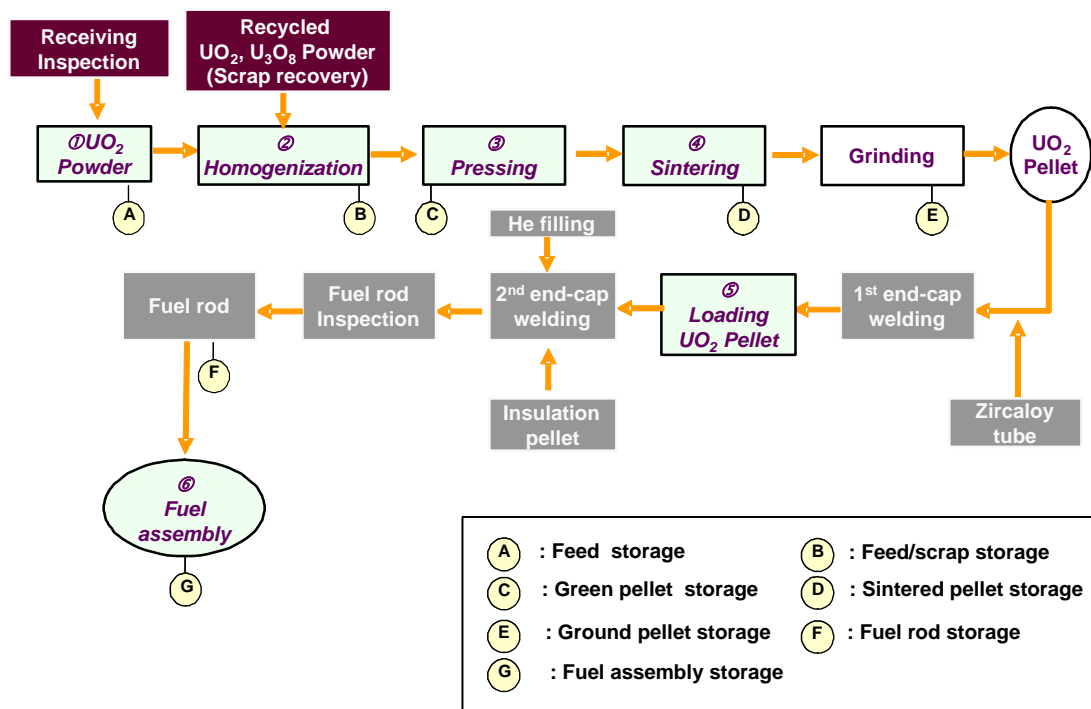 Receiving
Inspection
Recycled
UO₂, U₃O₈ Powder
(Scrap recovery)
①UO₂
Powder
②
Homogenization
③
Pressing
④
Sintering
Grinding
UO₂
Pellet
A
B
C
D
E
He filling
Fuel rod
Fuel rod
Inspection
2nd end-cap
welding
⑤
Loading
UO₂ Pellet
1st end-cap
welding
F
Insulation
pellet
Zircaloy
tube
⑥
Fuel
assembly
G
A : Feed storage
B : Feed/scrap storage
C : Green pellet storage
D : Sintered pellet storage
E : Ground pellet storage
F : Fuel rod storage
G : Fuel assembly storage